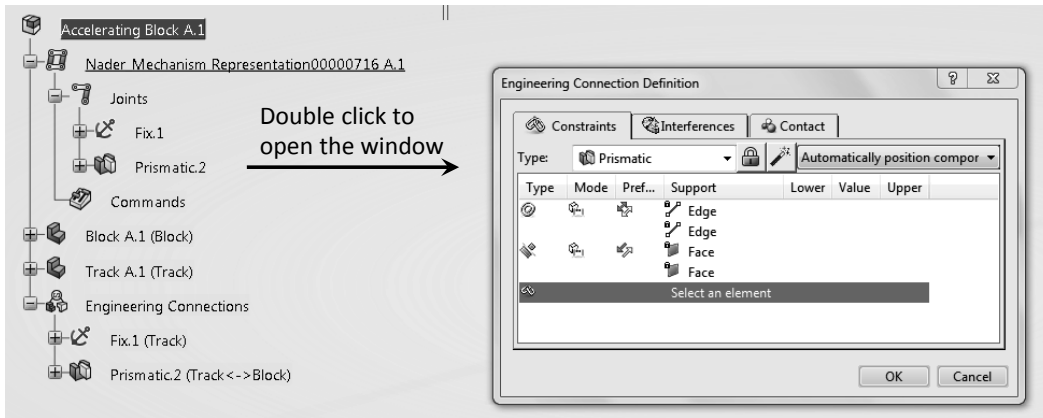 Accelerating Block A.1
Nader Mechanism Representation00000716 A.1
Joints
Fix.1
Prismatic.2
Commands
Block A.1 (Block)
Track A.1 (Track)
Engineering Connections
Fix.1 (Track)
Prismatic.2 (Track<->Block)
Double click to
open the window
Engineering Connection Definition
Constraints Interferences Contact
Type: Prismatic Automatically position compor
Type Mode Pref... Support Lower Value Upper
Edge
Edge
Face
Face
Select an element
OK Cancel